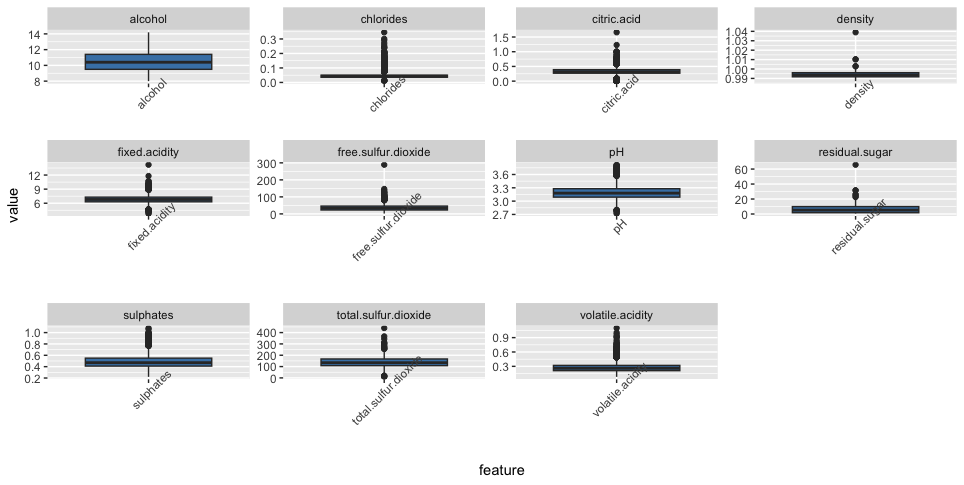 alcohol
chlorides
citric.acid
density
14
12
10
8
alcohol
0.3
0.2
0.1
0.0
chlorides
1.5
1.0
0.5
0.0
citric.acid
1.04
1.03
1.02
1.01
1.00
0.99
density
fixed.acidity
free.sulfur.dioxide
pH
residual.sugar
12
9
6
fixed.acidity
300
200
100
0
free.sulfur.dioxide
3.6
3.3
3.0
2.7
pH
60
40
20
0
residual.sugar
value
sulphates
total.sulfur.dioxide
volatile.acidity
1.0
0.8
0.6
0.4
0.2
sulphates
400
300
200
100
0
total.sulfur.dioxide
0.9
0.6
0.3
volatile.acidity
feature